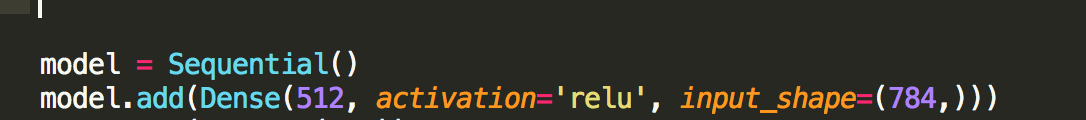 model = Sequential()
model.add(Dense(512, activation='relu', input_shape=(784,)))